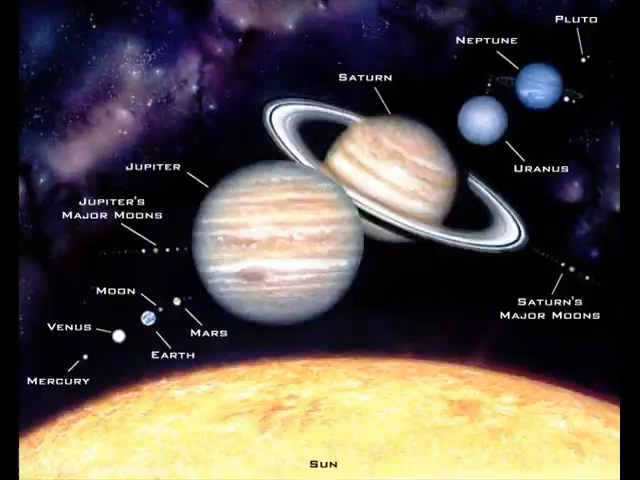 PLUTO
NEPTUNE
SATURN
URANUS
JUPITER
JUPITER'S
MAJOR MOONS
MOON
SATURN'S
MAJOR MOONS
VENUS
MARS
EARTH
MERCURY
SUN